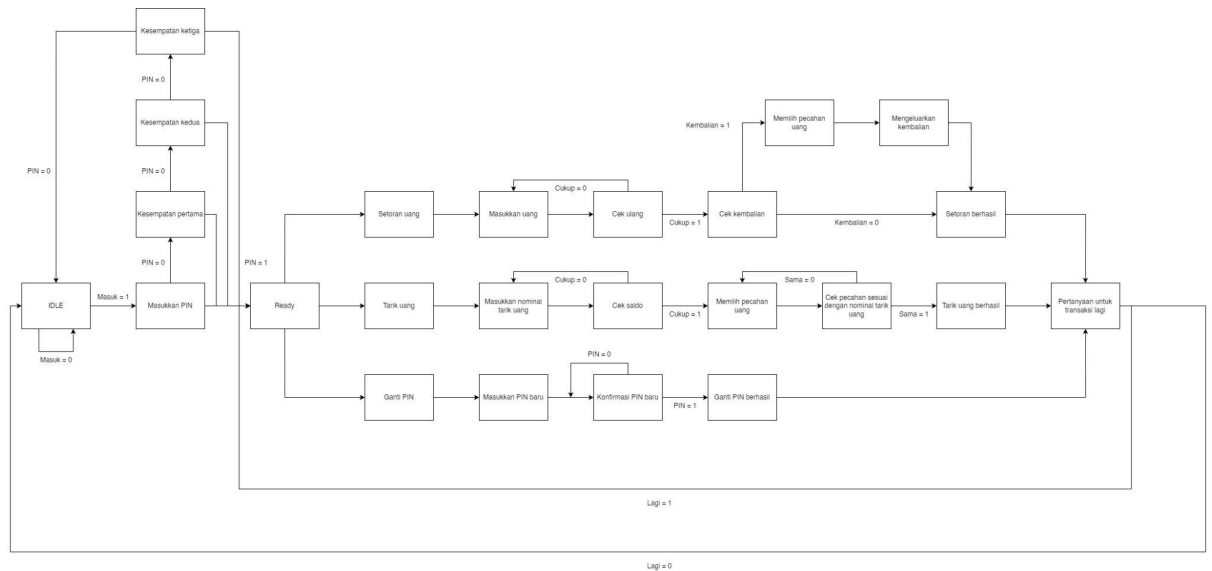 Kesempatan ketiga
PIN = 0
Kesempatan kedua
Kembalian = 1
Memilih pecahan
uang
Mengeluarkan
kembalian
PIN = 0
PIN = 0
Kesempatan pertama
Setoran uang
Masukkan uang
Cukup = 0
Cek ulang
Cukup = 1
Cek kembalian
Kembalian = 0
Setoran berhasil
PIN = 0
PIN = 1
IDLE
Masuk = 1
Masuk = 0
Masukkan PIN
Ready
Tarik uang
Masukkan nominal
tarik uang
Cukup = 0
Cek saldo
Cukup = 1
Memilih pecahan
uang
Sama = 0
Cek pecahan sesuai
dengan nominal tarik
uang
Sama = 1
Tarik uang berhasil
Pertanyaan untuk
transaksi lagi
Ganti PIN
Masukkan PIN baru
PIN = 0
Konfirmasi PIN baru
PIN = 1
Ganti PIN berhasil
Lagi = 1
Lagi = 0